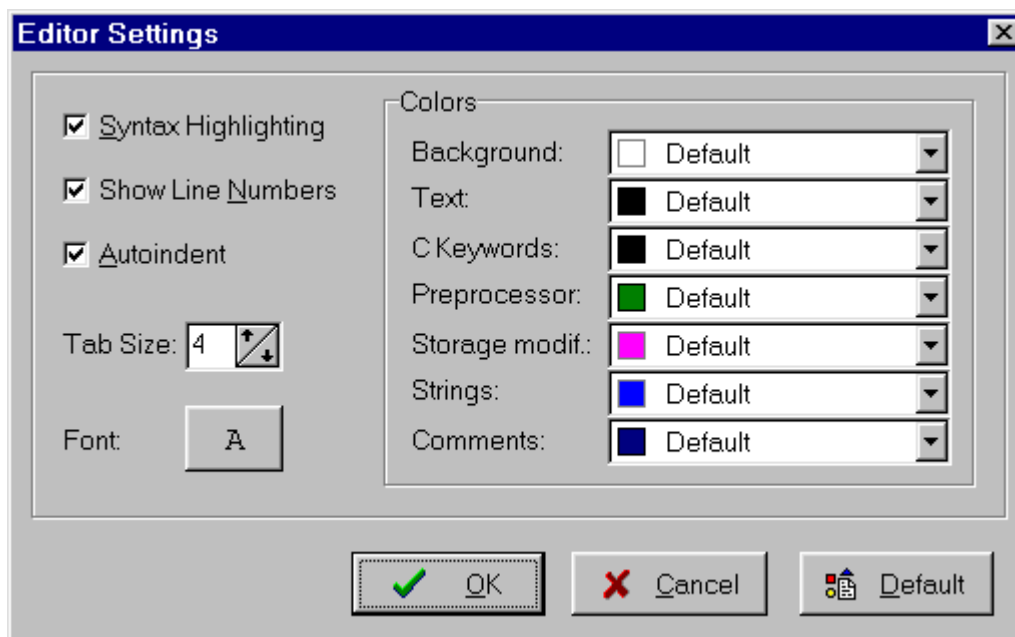 Editor Settings
Syntax Highlighting
Show Line Numbers
Autoindent
Tab Size: 4
Font: A
Colors
Background: Default
Text: Default
C Keywords: Default
Preprocessor: Default
Storage modif.: Default
Strings: Default
Comments: Default
OK Cancel Default